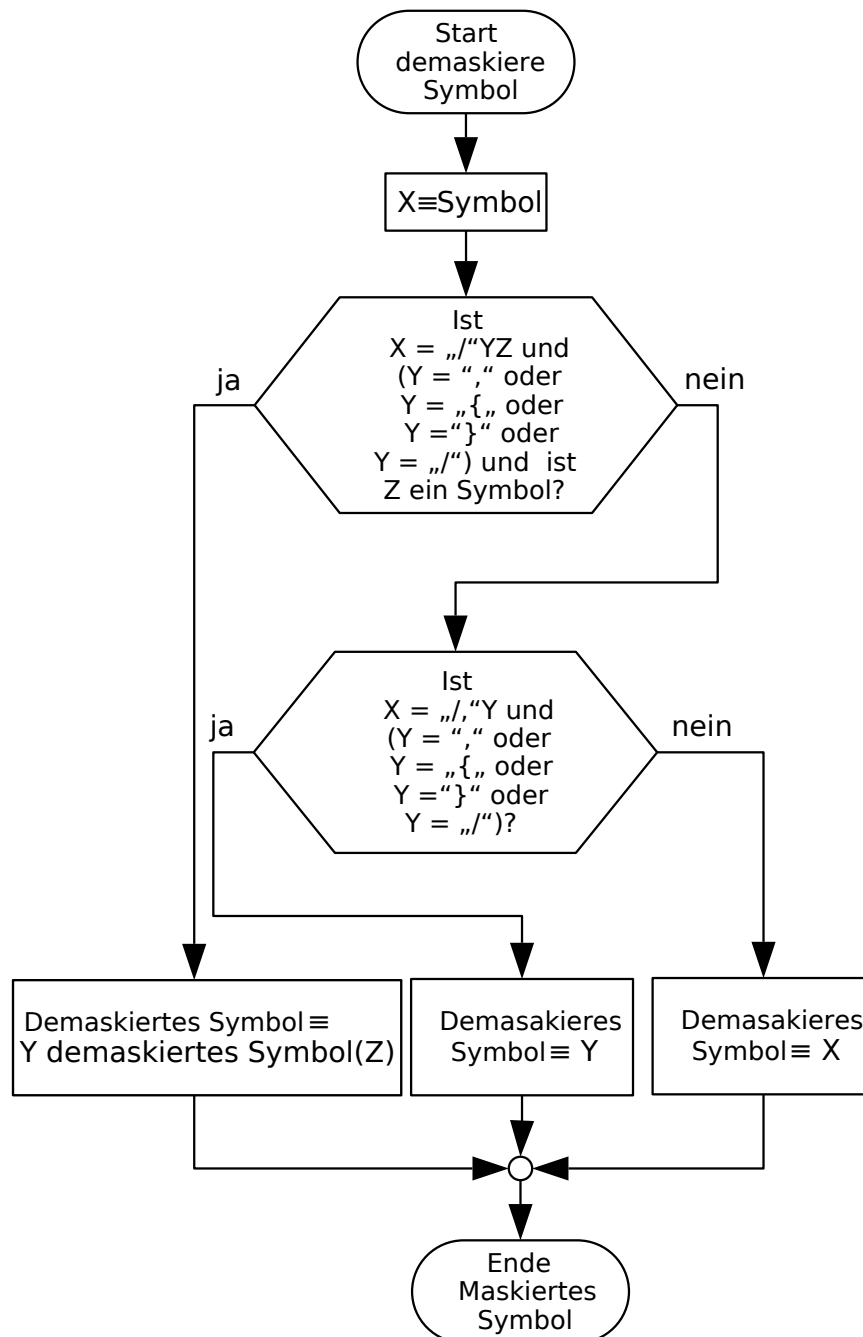 Start
demaskiere
Symbol
X≡Symbol
Ist
X = „/“YZ und
(Y = “,“ oder
Y = „{„ oder
Y =“}“ oder
Y = „/“) und ist
Z ein Symbol?
ja
nein
Ist
X = „/,“Y und
(Y = “,“ oder
Y = „{„ oder
Y =“}“ oder
Y = „/“)?
ja
nein
Demaskiertes Symbol≡
Y demaskiertes Symbol(Z)
Demasakieres
Symbol≡ Y
Demasakieres
Symbol≡ X
Ende
Maskiertes
Symbol